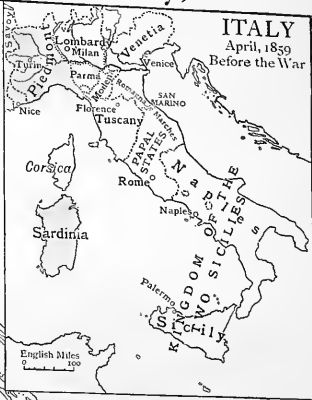 ITALY
April, 1859
Before the War
Savoy
Piedmont
Lombardy
Milan
Venetia
Venice
Turin
Parma
Modena
Romagna
Marches
SAN
MARINO
Nice
Florence
Tuscany
PAPAL
STATES
Corsica
Rome
Naples
Naples
KINGDOM OF THE
TWO SICILIES
Sardinia
Palermo
Sicily
English Miles
0 100